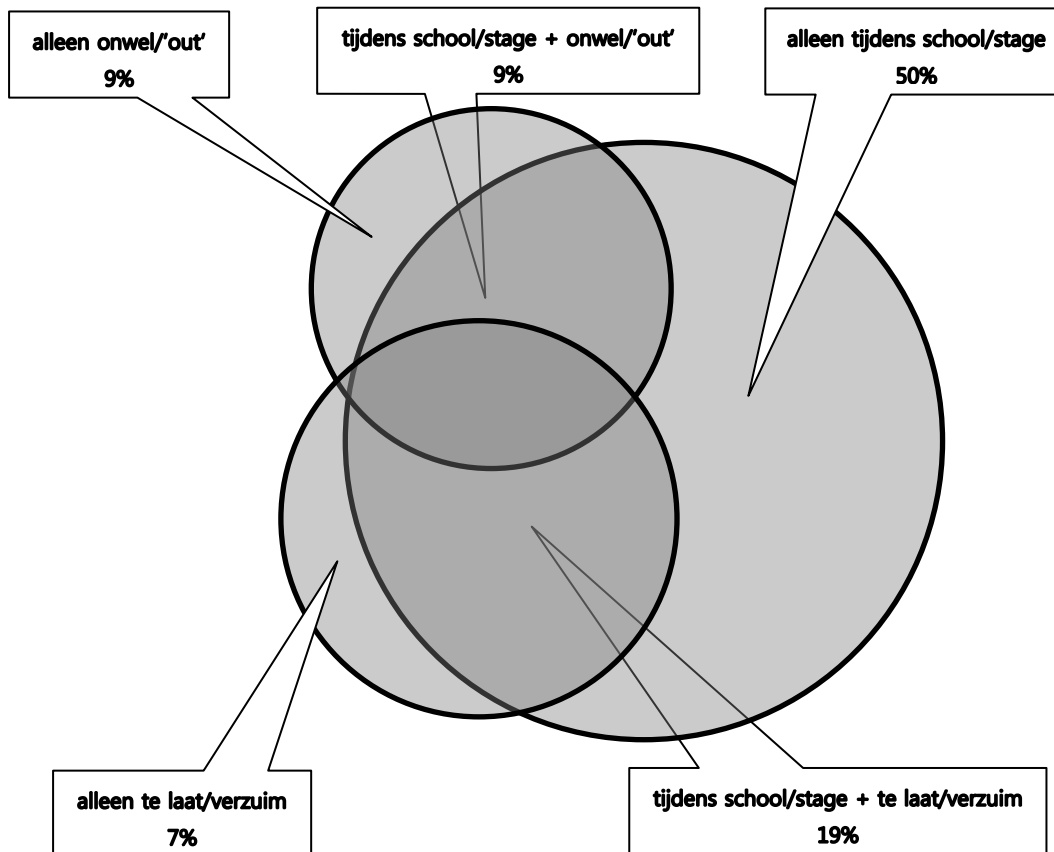 alleen onwel/'out'
9%
tijdens school/stage + onwel/'out'
9%
alleen tijdens school/stage
50%
alleen te laat/verzuim
7%
tijdens school/stage + te laat/verzuim
19%